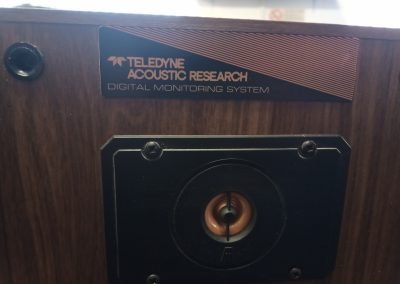 TELEDYNE
ACOUSTIC RESEARCH
DIGITAL MONITORING SYSTEM